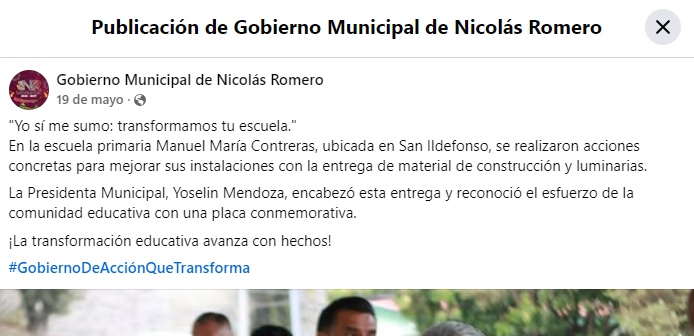 Publicación de Gobierno Municipal de Nicolás Romero
Gobierno Municipal de Nicolás Romero
19 de mayo ·
"Yo sí me sumo: transformamos tu escuela."
En la escuela primaria Manuel María Contreras, ubicada en San Ildefonso, se realizaron acciones
concretas para mejorar sus instalaciones con la entrega de material de construcción y luminarias.
La Presidenta Municipal, Yoselin Mendoza, encabezó esta entrega y reconoció el esfuerzo de la
comunidad educativa con una placa conmemorativa.
¡La transformación educativa avanza con hechos!
#GobiernoDeAcciónQueTransforma